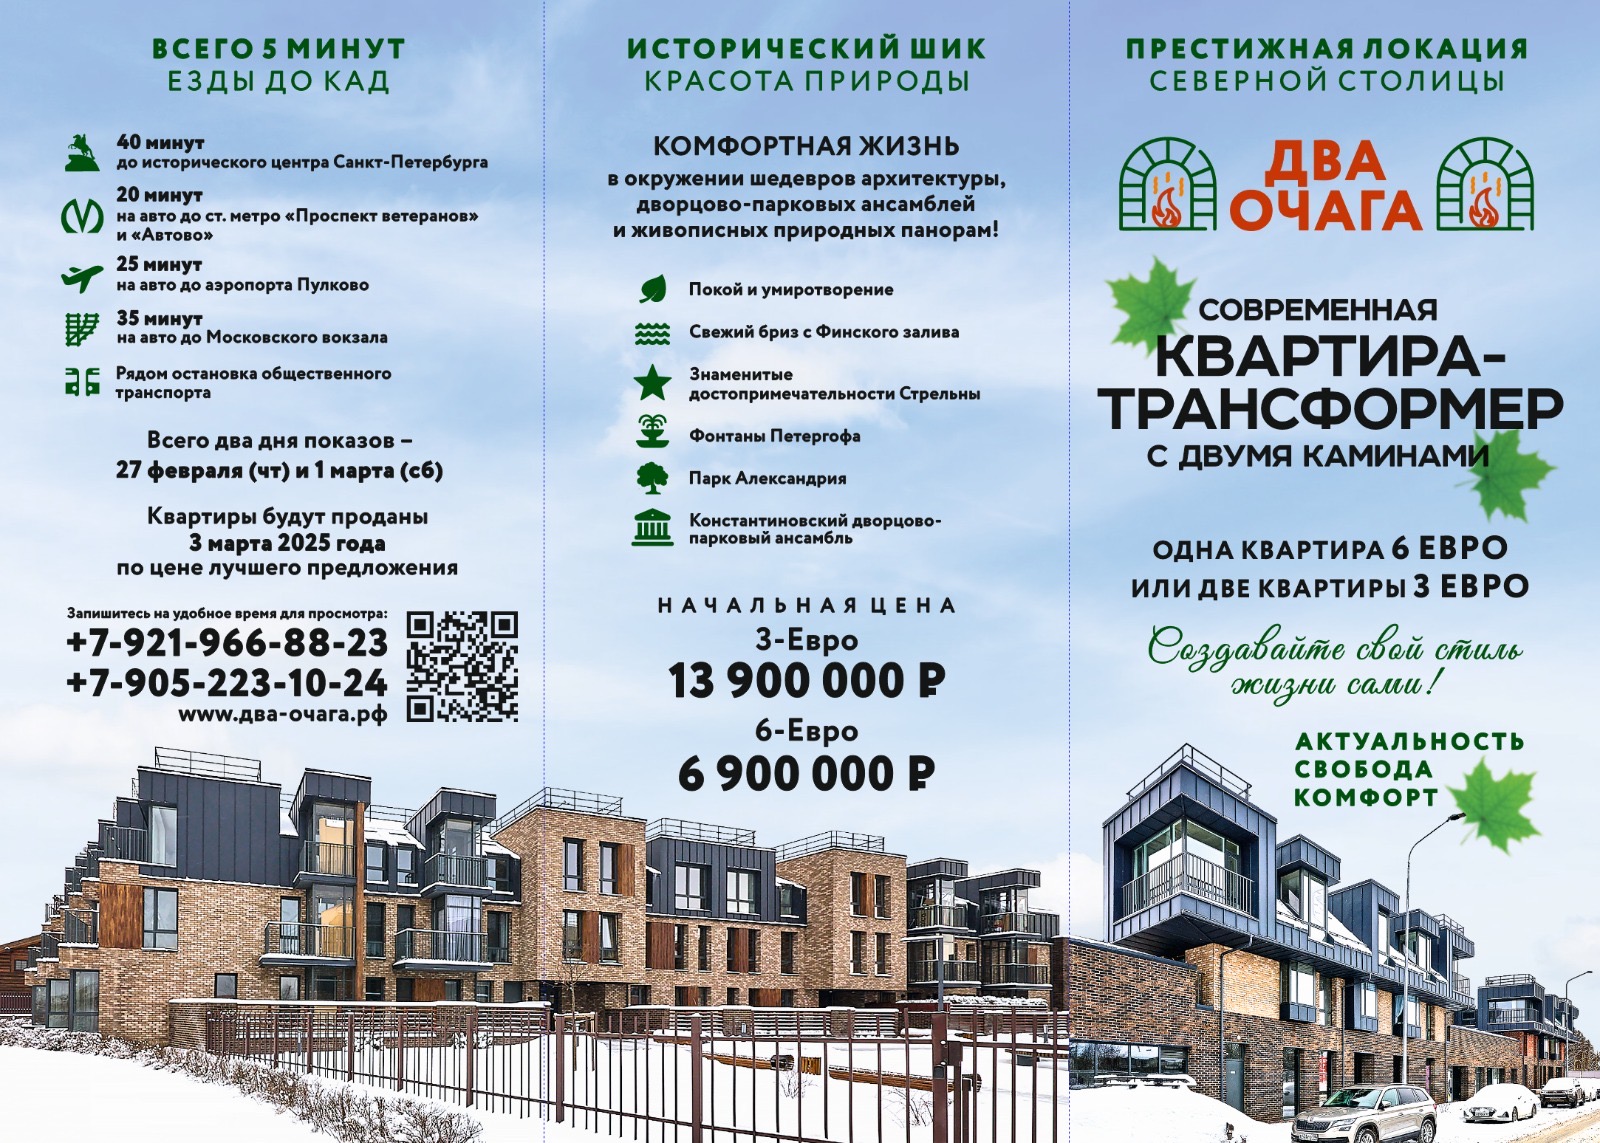 ВСЕГО 5 МИНУТ
ЕЗДЫ ДО КАД
40 минут
до исторического центра Санкт-Петербурга
20 минут
на авто до ст. метро «Проспект ветеранов»
и «Автово»
25 минут
на авто до аэропорта Пулково
35 минут
на авто до Московского вокзала
Рядом остановка общественного
транспорта
Всего два дня показов –
27 февраля (чт) и 1 марта (сб)
Квартиры будут проданы
3 марта 2025 года
по цене лучшего предложения
Запишитесь на удобное время для просмотра:
+7-921-966-88-23
+7-905-223-10-24
www.два-очага.рф
ИСТОРИЧЕСКИЙ ШИК
КРАСОТА ПРИРОДЫ
КОМФОРТНАЯ ЖИЗНЬ
в окружении шедевров архитектуры,
дворцово-парковых ансамблей
и живописных природных панорам!
Покой и умиротворение
Свежий бриз с Финского залива
Знаменитые
достопримечательности Стрельны
Фонтаны Петергофа
Парк Александрия
Константиновский дворцово-
парковый ансамбль
НАЧАЛЬНАЯ ЦЕНА
3-Евро
13 900 000 ₽
6-Евро
6 900 000 ₽
ПРЕСТИЖНАЯ ЛОКАЦИЯ
СЕВЕРНОЙ СТОЛИЦЫ
ДВА
ОЧАГА
СОВРЕМЕННАЯ
КВАРТИРА-
ТРАНСФОРМЕР
С ДВУМЯ КАМИНАМИ
ОДНА КВАРТИРА 6 ЕВРО
ИЛИ ДВЕ КВАРТИРЫ 3 ЕВРО
Создавайте свой стиль
жизни сами!
АКТУАЛЬНОСТЬ
СВОБОДА
КОМФОРТ